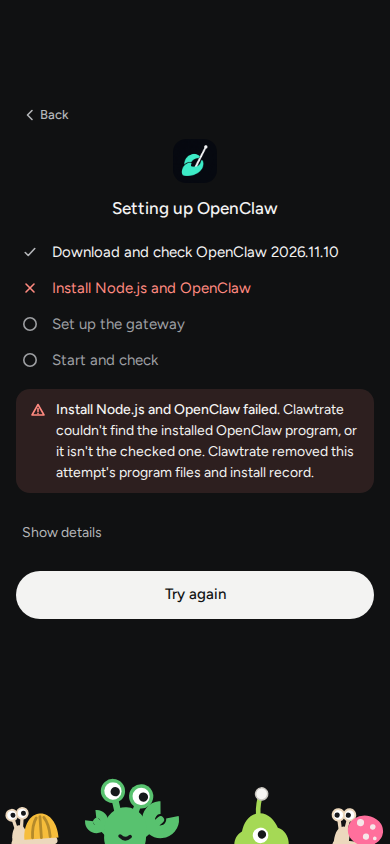 Back
Setting up OpenClaw
Download and check OpenClaw 2026.11.10
Install Node.js and OpenClaw
Set up the gateway
Start and check
Install Node.js and OpenClaw failed. Clawtrate
couldn't find the installed OpenClaw program, or
it isn't the checked one. Clawtrate removed this
attempt's program files and install record.
Show details
Try again